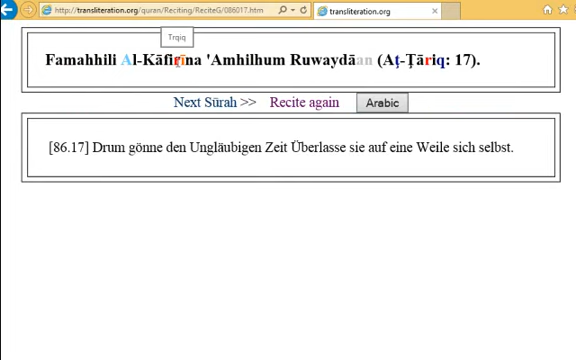 http://transliteration.org/quran/Reciting/ReciteG/086017.htm
transliteration.org
Trqiq
Famahhili Al-Kāfirīna 'Amhilhum Ruwaydāan (Aţ-Ţāriq: 17).
Next Sūrah >> Recite again Arabic
[86.17] Drum gönne den Ungläubigen Zeit Überlasse sie auf eine Weile sich selbst.